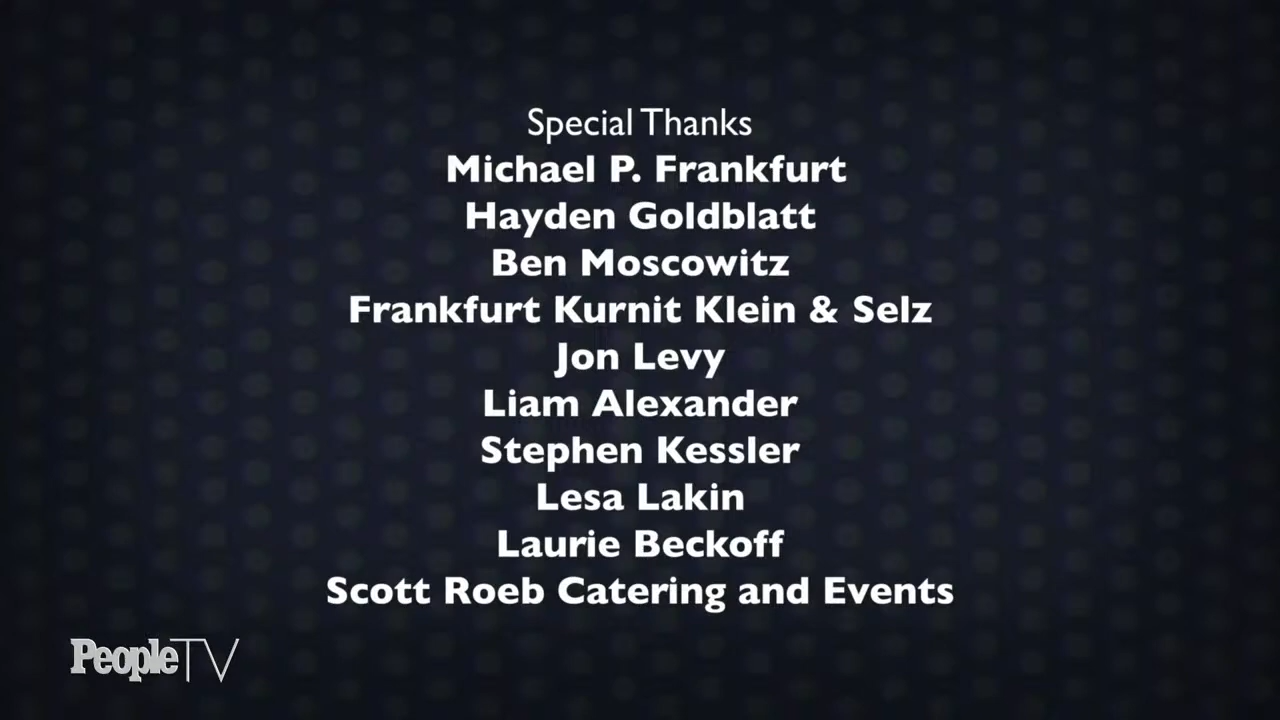 Special Thanks
Michael P. Frankfurt
Hayden Goldblatt
Ben Moscowitz
Frankfurt Kurnit Klein & Selz
Jon Levy
Liam Alexander
Stephen Kessler
Lesa Lakin
Laurie Beckoff
Scott Roeb Catering and Events
PeopleTV